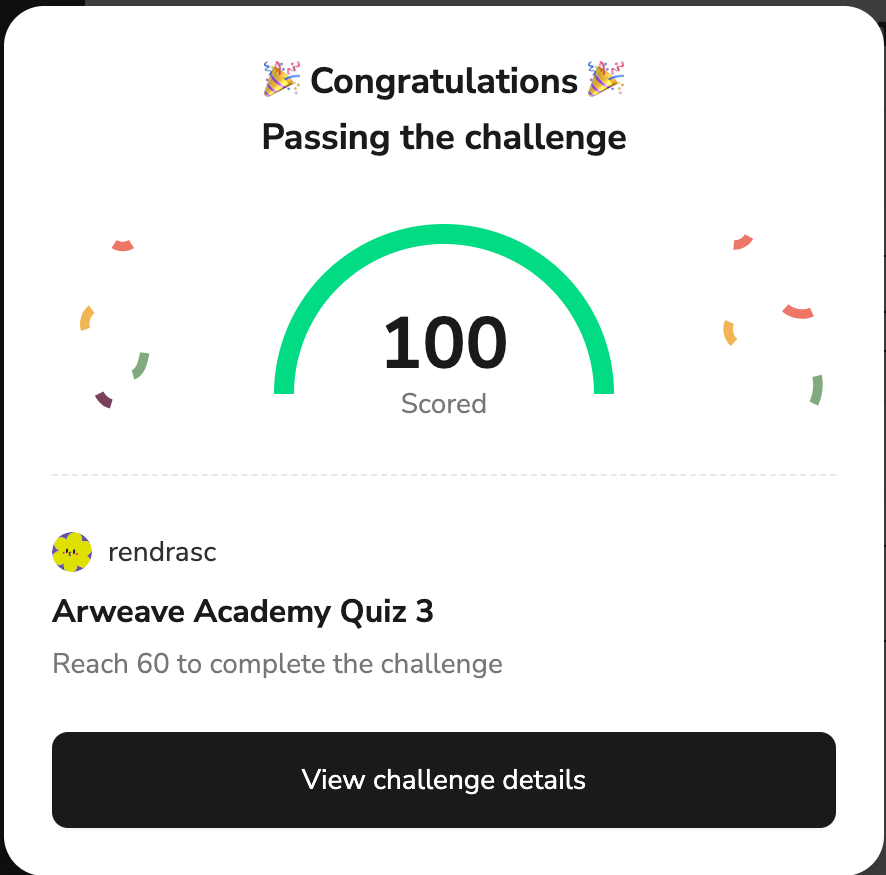 🎉 Congratulations 🎉
Passing the challenge
100
Scored
rendrasc
Arweave Academy Quiz 3
Reach 60 to complete the challenge
View challenge details